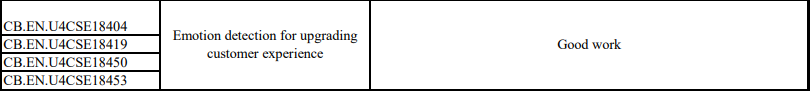 CB.EN.U4CSE18404
CB.EN.U4CSE18419
CB.EN.U4CSE18450
CB.EN.U4CSE18453
Emotion detection for upgrading
customer experience
Good work